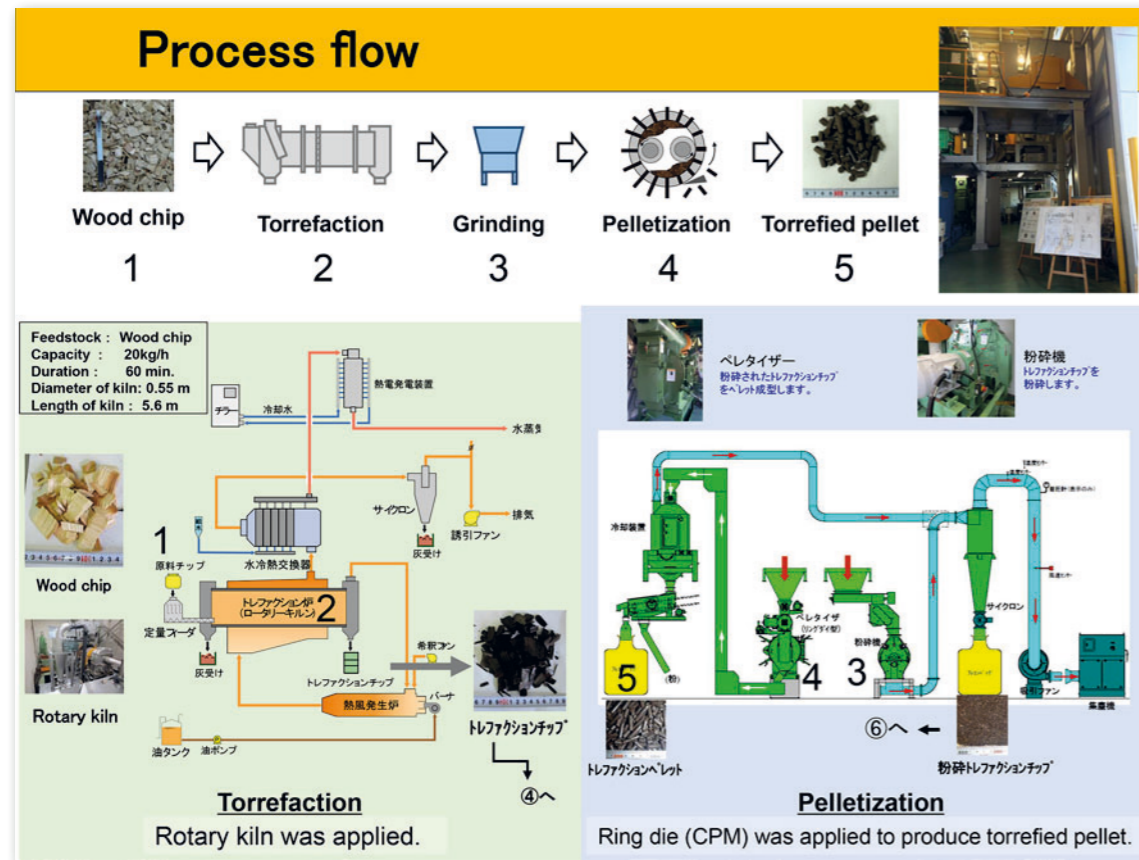 Process flow
Wood chip
Torrefaction
Grinding
Pelletization
Torrefied pellet
1
2
3
4
5
Feedstock : Wood chip
Capacity : 20kg/h
Duration : 60 min.
Diameter of kiln: 0.55 m
Length of kiln : 5.6 m
チラー
冷却水
熱電発電装置
水蒸気
サイクロン
灰受け
誘引ファン
排気
水冷熱交換器
Wood chip
1
原料チップ
定量フィーダ
灰受け
トレファクション炉
(ロータリーキルン)
2
トレファクションチップ
希釈ファン
熱風発生炉
バーナ
油タンク
油ポンプ
Rotary kiln
トレファクションチップ
④へ
Torrefaction
Rotary kiln was applied.
ペレタイザー
粉砕されたトレファクションチップ
をペレット成型します。
粉砕機
トレファクションチップを
粉砕します。
冷却装置
5
(粉)
ペレタイザ
(リングダイ型)
4
粉砕機
3
サイクロン
吸引ファン
集塵機
トレファクションペレット
⑥へ
粉砕トレファクションチップ
Pelletization
Ring die (CPM) was applied to produce torrefied pellet.